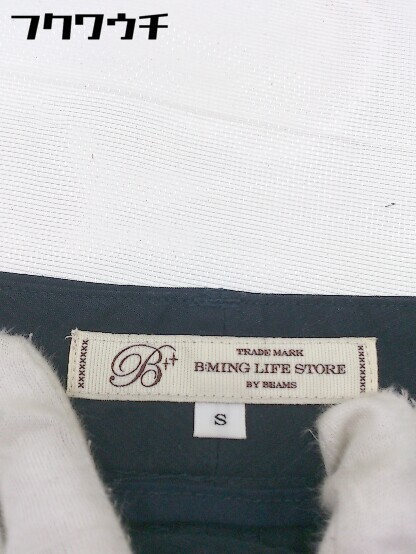 フクワウチ
B++
TRADE MARK
B:MING LIFE STORE
BY BEAMS
S